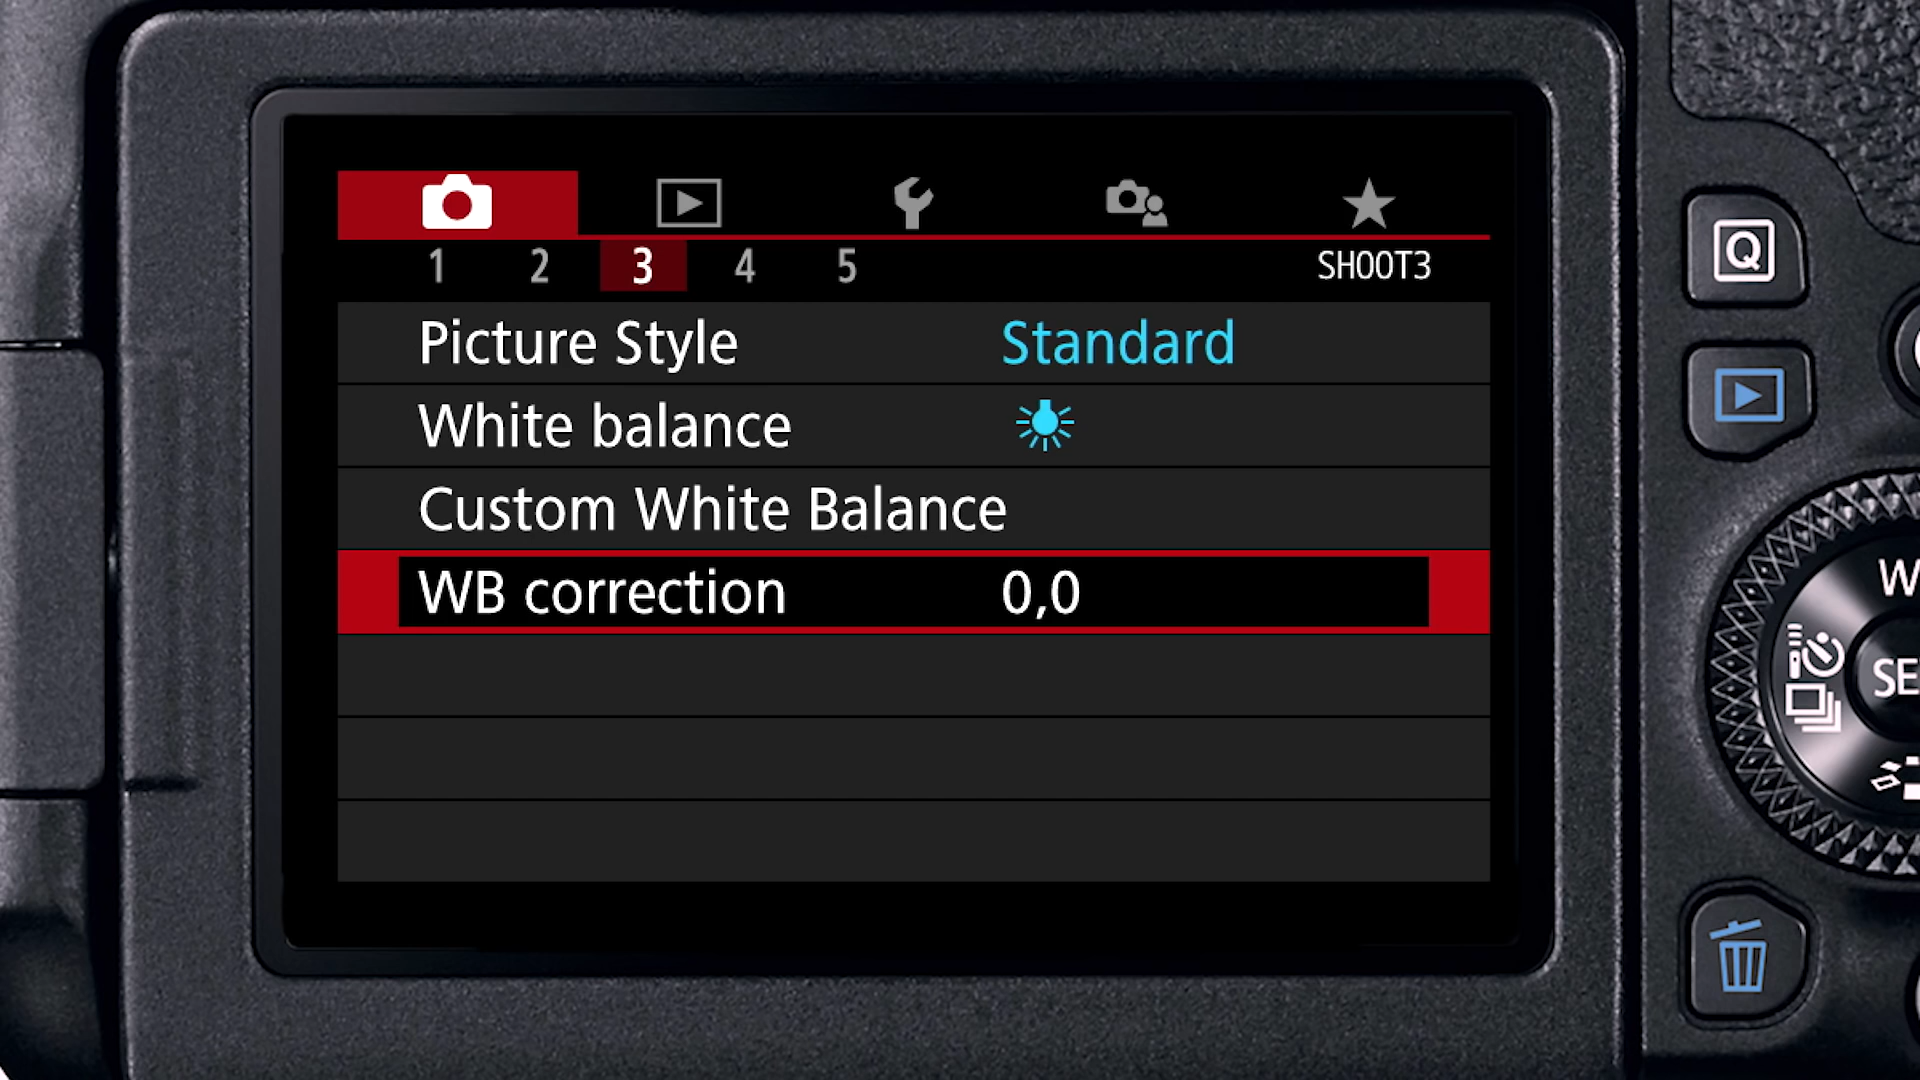 1 2 3 4 5 SHOOT3
Picture Style Standard
White balance
Custom White Balance
WB correction 0,0
Q